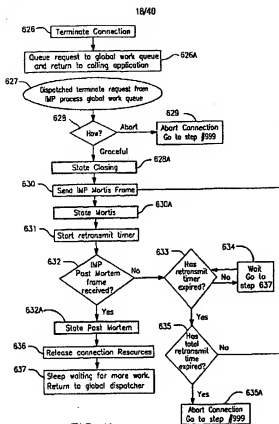 18/40
626
Terminate Connection
Queue request to global work queue
and return to calling application
626A
627
Dispatched terminate request from
IMP process global work queue
628
How?
Abort
629
Abort Connection
Go to step #999
Graceful
State Closing
628A
630
Send IMP Mortis Frame
State Mortis
630A
631
Start retransmit timer
632
IMP
Post Mortem
frame
received?
No
633
Has
retransmit
timer
expired?
No
634
Wait
Go to
step 637
Yes
632A
State Post Mortem
636
Release connection Resources
637
Sleep waiting for more work.
Return to global dispatcher
Yes
635
Has
total retransmit
time
expired?
No
Yes
635A
Abort Connection
Go to step #999